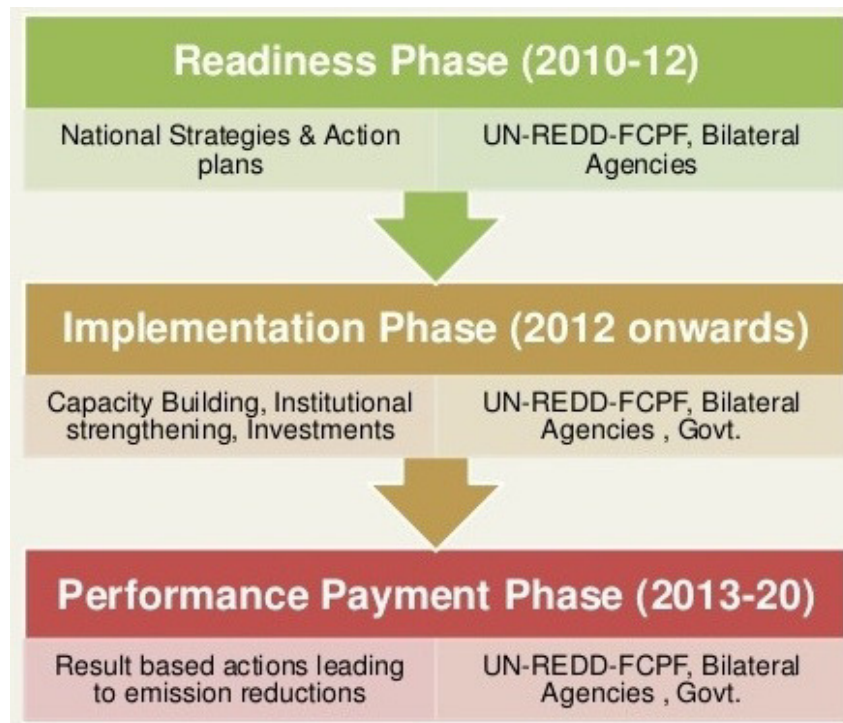 Readiness Phase (2010-12)
National Strategies & Action
plans
UN-REDD-FCPF, Bilateral
Agencies
Implementation Phase (2012 onwards)
Capacity Building, Institutional
strengthening, Investments
UN-REDD-FCPF, Bilateral
Agencies , Govt.
Performance Payment Phase (2013-20)
Result based actions leading
to emission reductions
UN-REDD-FCPF, Bilateral
Agencies , Govt.